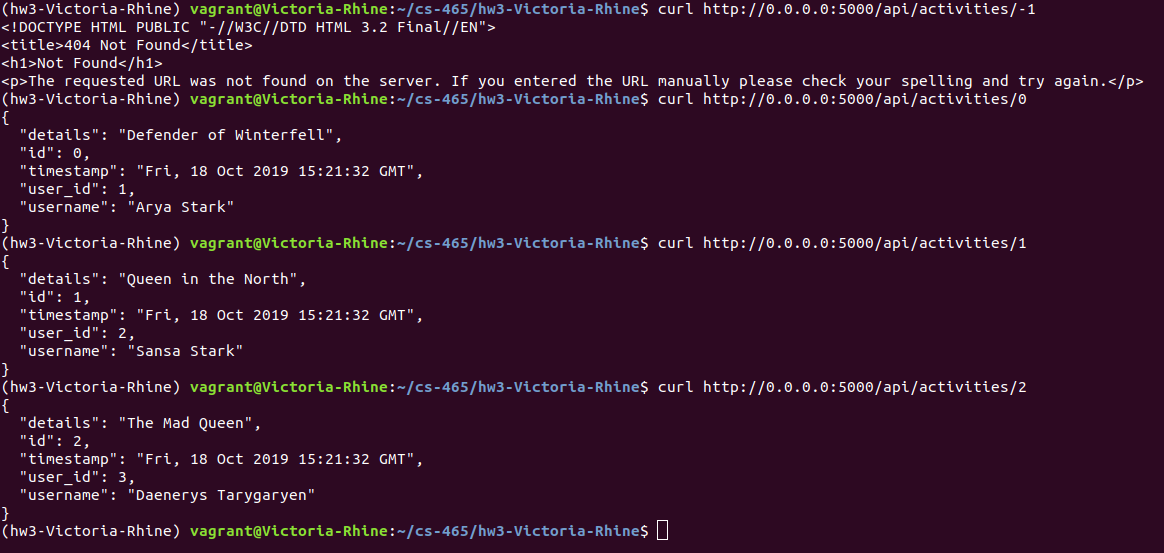 (hw3-Victoria-Rhine) vagrant@Victoria-Rhine:~/cs-465/hw3-Victoria-Rhine$ curl http://0.0.0.0:5000/api/activities/-1
<!DOCTYPE HTML PUBLIC "-//W3C//DTD HTML 3.2 Final//EN">
<title>404 Not Found</title>
<h1>Not Found</h1>
<p>The requested URL was not found on the server. If you entered the URL manually please check your spelling and try again.</p>
(hw3-Victoria-Rhine) vagrant@Victoria-Rhine:~/cs-465/hw3-Victoria-Rhine$ curl http://0.0.0.0:5000/api/activities/0
{
  "details": "Defender of Winterfell",
  "id": 0,
  "timestamp": "Fri, 18 Oct 2019 15:21:32 GMT",
  "user_id": 1,
  "username": "Arya Stark"
}
(hw3-Victoria-Rhine) vagrant@Victoria-Rhine:~/cs-465/hw3-Victoria-Rhine$ curl http://0.0.0.0:5000/api/activities/1
{
  "details": "Queen in the North",
  "id": 1,
  "timestamp": "Fri, 18 Oct 2019 15:21:32 GMT",
  "user_id": 2,
  "username": "Sansa Stark"
}
(hw3-Victoria-Rhine) vagrant@Victoria-Rhine:~/cs-465/hw3-Victoria-Rhine$ curl http://0.0.0.0:5000/api/activities/2
{
  "details": "The Mad Queen",
  "id": 2,
  "timestamp": "Fri, 18 Oct 2019 15:21:32 GMT",
  "user_id": 3,
  "username": "Daenerys Tarygaryen"
}
(hw3-Victoria-Rhine) vagrant@Victoria-Rhine:~/cs-465/hw3-Victoria-Rhine$